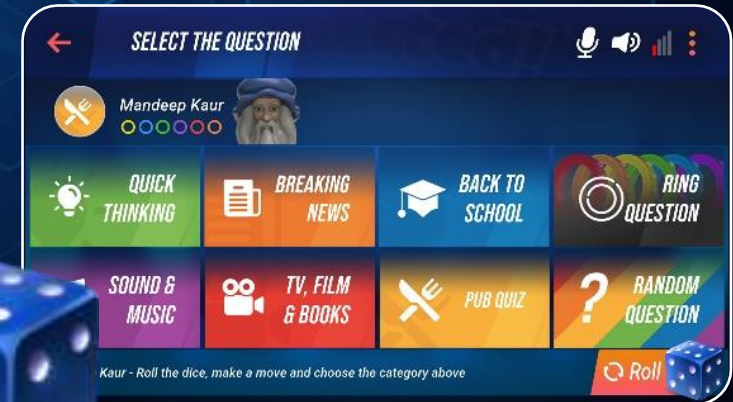 SELECT THE QUESTION
Mandeep Kaur
QUICK
THINKING
BREAKING
NEWS
BACK TO
SCHOOL
RING
QUESTION
SOUND &
MUSIC
TV, FILM
& BOOKS
PUB QUIZ
RANDOM
QUESTION
Kaur - Roll the dice, make a move and choose the category above
Roll